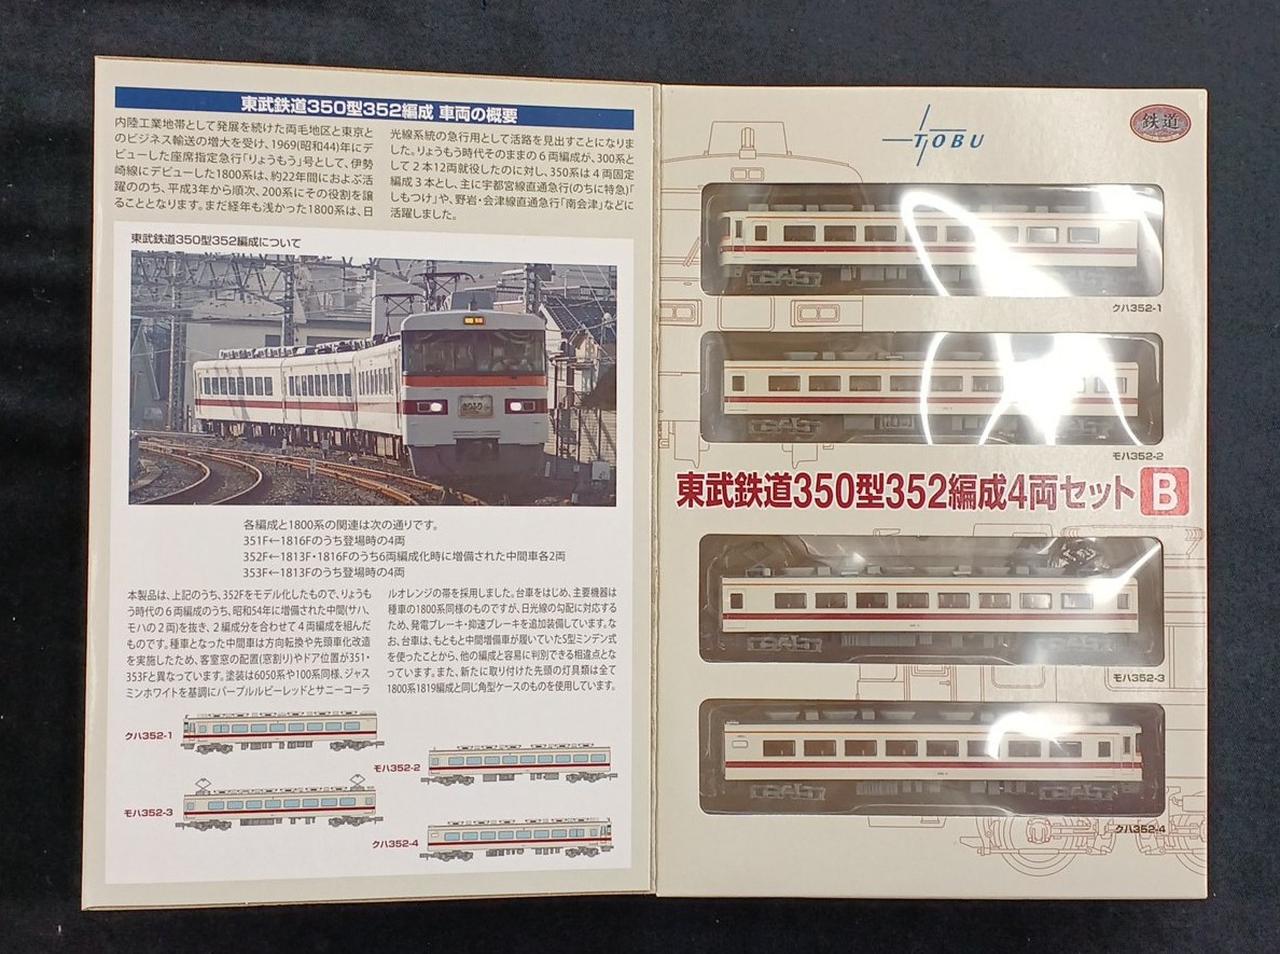 東武鉄道350型352編成 車両の概要
内陸工業地帯として発展を続けた両毛地区と東京と
のビジネス輸送の増大を受け、1969(昭和44)年にデ
ビューした座席指定急行「りょうもう」号として、伊勢
崎線にデビューした1800系は、約22年間におよぶ活
躍ののち、平成3年から順次、200系にその役割を譲
ることとなります。まだ経年も浅かった1800系は、日
光線系統の急行用として活路を見出すことになりま
した。りょうもう時代そのままの6両編成が、300系と
して2本12両就役したのに対し、350系は4両固定
編成3本とし、主に宇都宮線直通急行(のちに特急)「
しもつけ」や、野岩・会津線直通急行「南会津」などに
活躍しました。
東武鉄道350型352編成について
各編成と1800系の関連は次の通りです。
351F←1816Fのうち登場時の4両
352F←1813F・1816Fのうち6両編成化時に増備された中間車各2両
353F←1813Fのうち登場時の4両
本製品は、上記のうち、352Fをモデル化したもので、りょうも
う時代の6両編成のうち、昭和54年に増備された中間(サハ、
モハの2両)を抜き、2編成分を合わせて4両編成を組んだ
ものです。種車となった中間車は方向転換や先頭車化改造
を実施したため、客室窓の配置(窓割り)やドア位置が351・
353Fと異なっています。塗装は6050系や100系同様、ジャス
ミンホワイトを基調にパープルルビーレッドとサニーコーラ
ルオレンジの帯を採用しました。台車をはじめ、主要機器は
種車の1800系同様のものですが、日光線の勾配に対応する
ため、発電ブレーキ・抑速ブレーキを追加装備しています。な
お、台車は、もともと中間増備車が履いていたS型ミンデン式
を使ったことから、他の編成と容易に判別できる相違点とな
っています。また、新たに取り付けた先頭の灯具類は全て
1800系1819編成と同じ角型ケースのものを使用しています。
クハ352-1
モハ352-2
モハ352-3
クハ352-4
TOBU
鉄道
クハ352-1
モハ352-2
東武鉄道350型352編成4両セット B
モハ352-3
クハ352-4